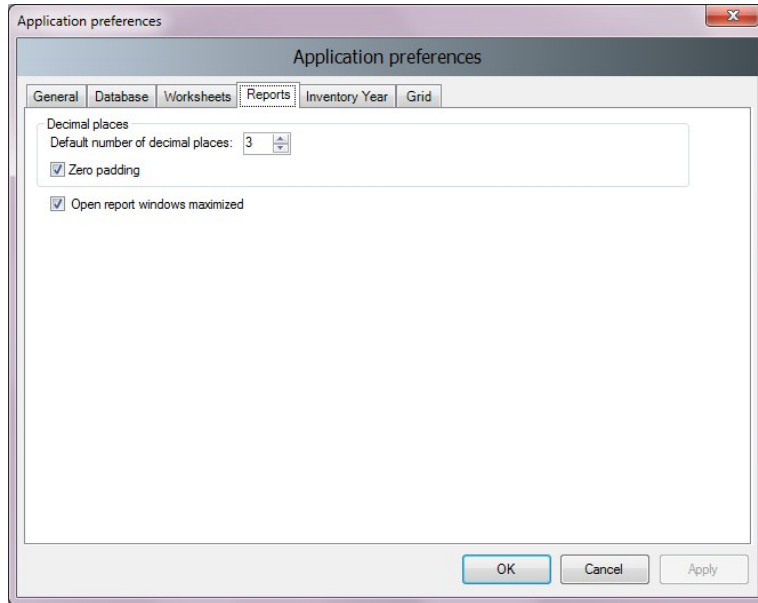 Application preferences
Application preferences
General Database Worksheets Reports Inventory Year Grid
Decimal places
Default number of decimal places: 3
Zero padding
Open report windows maximized
OK Cancel Apply